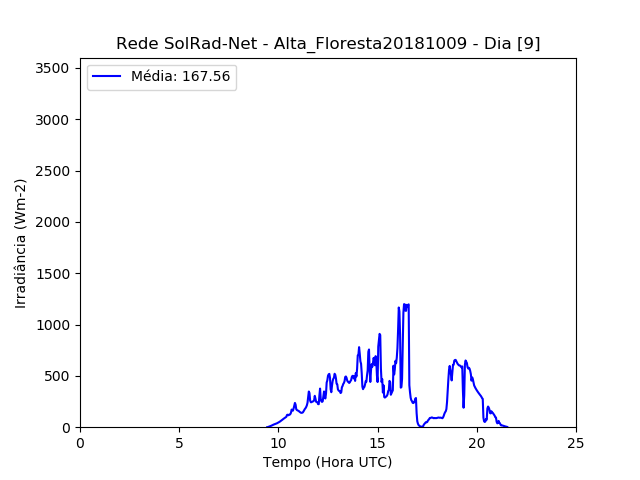 Rede SolRad-Net - Alta_Floresta20181009 - Dia [9]
Média: 167.56
Irradiância (Wm-2)
3500
3000
2500
2000
1500
1000
500
0
0 5 10 15 20 25
Tempo (Hora UTC)